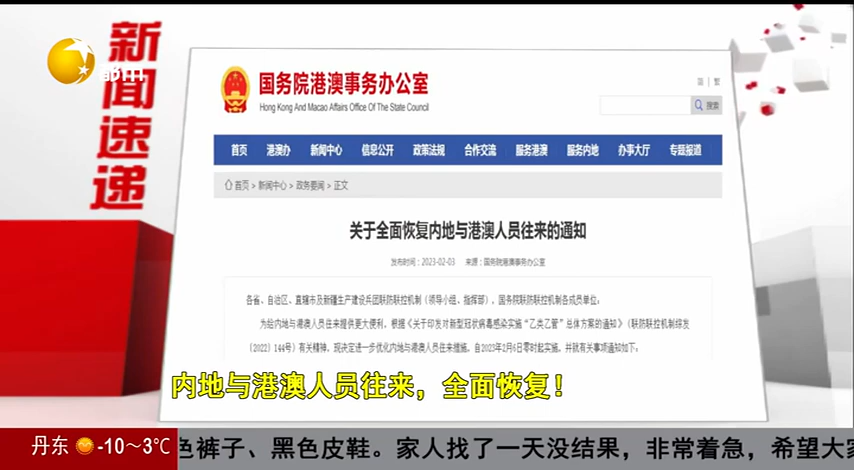 新闻速递
都市
国务院港澳事务办公室
Hong Kong And Macao Affairs Office Of The State Council
简 | 繁
搜索
首页 港澳办 新闻中心 信息公开 政策法规 合作交流 服务港澳 服务内地 办事大厅 专题报道
首页 > 新闻中心 > 政务要闻 > 正文
关于全面恢复内地与港澳人员往来的通知
发布时间：2023-02-03 来源：国务院港澳事务办公室
各省、自治区、直辖市及新疆生产建设兵团联防联控机制（领导小组、指挥部），国务院联防联控机制各成员单位：
为给内地与港澳人员往来提供更大便利，根据《关于印发对新型冠状病毒感染实施“乙类乙管”总体方案的通知》（联防联控机制综发
〔2022〕144号）有关精神，现决定进一步优化内地与港澳人员往来措施，自2023年2月6日零时起实施，并就有关事项通知如下：
内地与港澳人员往来，全面恢复！
丹东 -10～3℃ 色裤子、黑色皮鞋。家人找了一天没结果，非常着急，希望大家